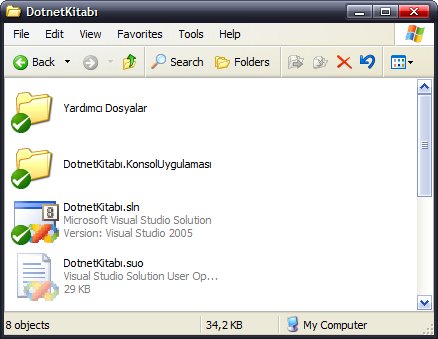 DotnetKitabı
File Edit View Favorites Tools Help
Back Search Folders
Yardımcı Dosyalar
DotnetKitabı.KonsolUygulaması
DotnetKitabı.sln
Microsoft Visual Studio Solution
Version: Visual Studio 2005
8
DotnetKitabı.suo
Visual Studio Solution User Op...
29 KB
8 objects 34,2 KB My Computer